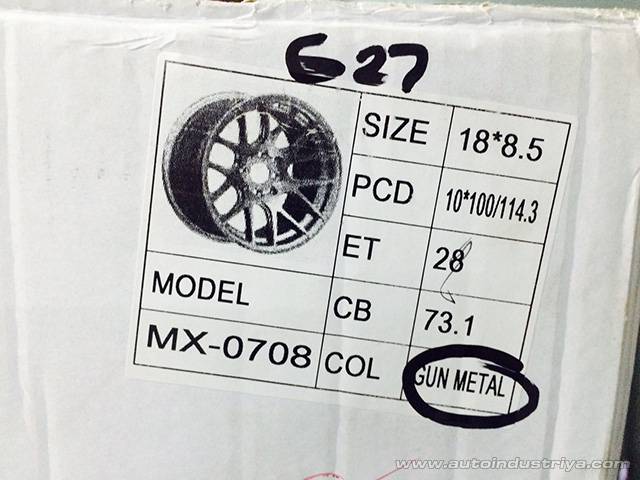 G27
SIZE 18*8.5
PCD 10*100/114.3
ET 28
MODEL CB 73.1
MX-0708 COL GUN METAL
www.autoindustriya.com